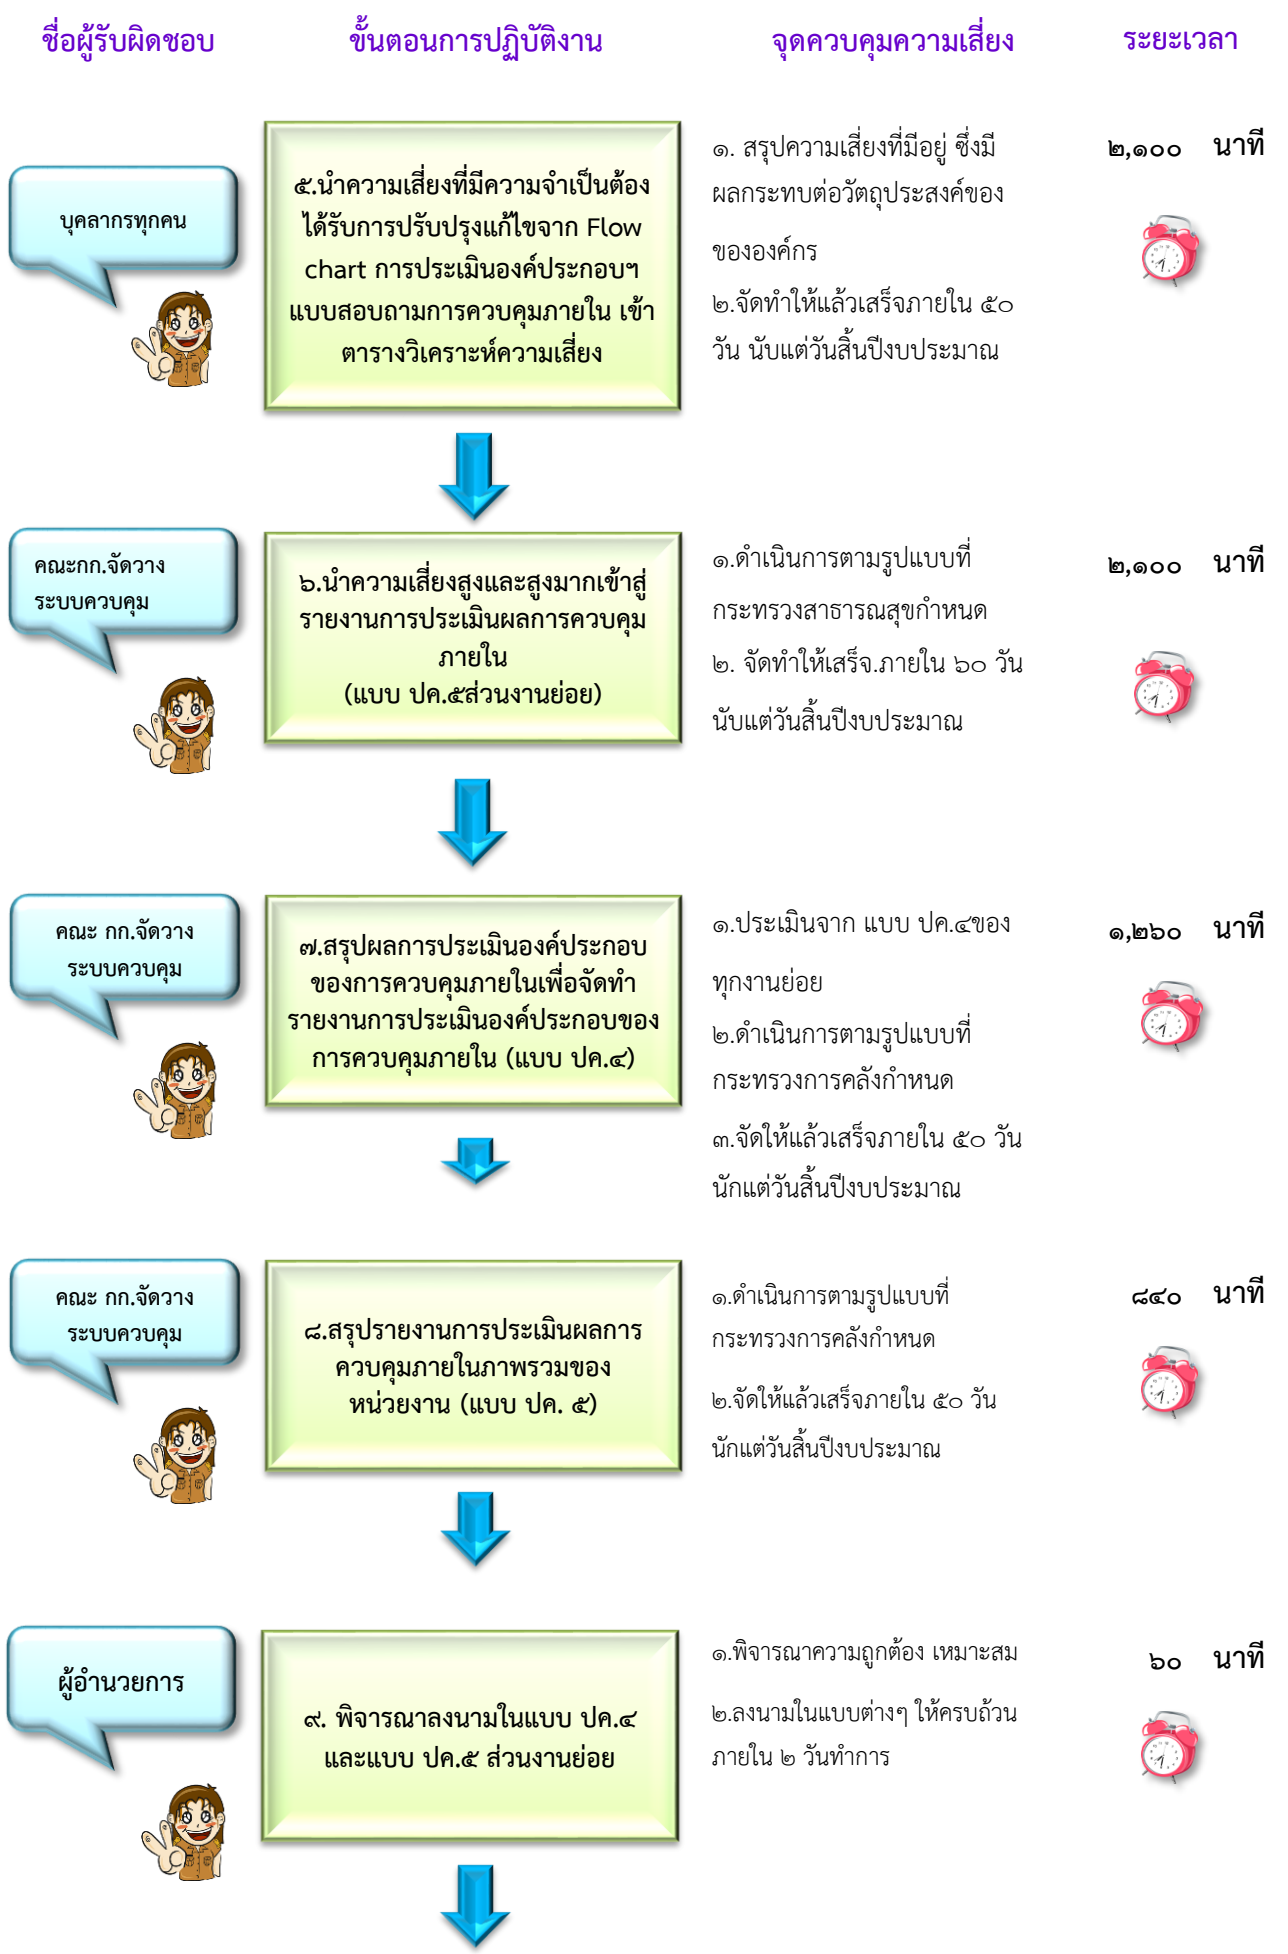 ชื่อผู้รับผิดชอบ ขั้นตอนการปฏิบัติงาน จุดควบคุมความเสี่ยง ระยะเวลา
บุคลากรทุกคน
๕.นำความเสี่ยงที่มีความจำเป็นต้อง
ได้รับการปรับปรุงแก้ไขจาก Flow
chart การประเมินองค์ประกอบฯ
แบบสอบถามการควบคุมภายใน เข้า
ตารางวิเคราะห์ความเสี่ยง
๑. สรุปความเสี่ยงที่มีอยู่ ซึ่งมี
ผลกระทบต่อวัตถุประสงค์ของ
ขององค์กร
๒.จัดทำให้แล้วเสร็จภายใน ๕๐
วัน นับแต่วันสิ้นปีงบประมาณ
๒,๑๐๐ นาที
คณะกก.จัดวาง
ระบบควบคุม
๖.นำความเสี่ยงสูงและสูงมากเข้าสู่
รายงานการประเมินผลการควบคุม
ภายใน
(แบบ ปค.๕ส่วนงานย่อย)
๑.ดำเนินการตามรูปแบบที่
กระทรวงสาธารณสุขกำหนด
๒. จัดทำให้เสร็จ.ภายใน ๖๐ วัน
นับแต่วันสิ้นปีงบประมาณ
๒,๑๐๐ นาที
คณะ กก.จัดวาง
ระบบควบคุม
๗.สรุปผลการประเมินองค์ประกอบ
ของการควบคุมภายในเพื่อจัดทำ
รายงานการประเมินองค์ประกอบของ
การควบคุมภายใน (แบบ ปค.๔)
๑.ประเมินจาก แบบ ปค.๔ของ
ทุกงานย่อย
๒.ดำเนินการตามรูปแบบที่
กระทรวงการคลังกำหนด
๓.จัดให้แล้วเสร็จภายใน ๕๐ วัน
นักแต่วันสิ้นปีงบประมาณ
๑,๒๖๐ นาที
คณะ กก.จัดวาง
ระบบควบคุม
๘.สรุปรายงานการประเมินผลการ
ควบคุมภายในภาพรวมของ
หน่วยงาน (แบบ ปค. ๕)
๑.ดำเนินการตามรูปแบบที่
กระทรวงการคลังกำหนด
๒.จัดให้แล้วเสร็จภายใน ๕๐ วัน
นักแต่วันสิ้นปีงบประมาณ
๘๔๐ นาที
ผู้อำนวยการ
๙. พิจารณาลงนามในแบบ ปค.๔
และแบบ ปค.๕ ส่วนงานย่อย
๑.พิจารณาความถูกต้อง เหมาะสม
๒.ลงนามในแบบต่างๆ ให้ครบถ้วน
ภายใน ๒ วันทำการ
๖๐ นาที